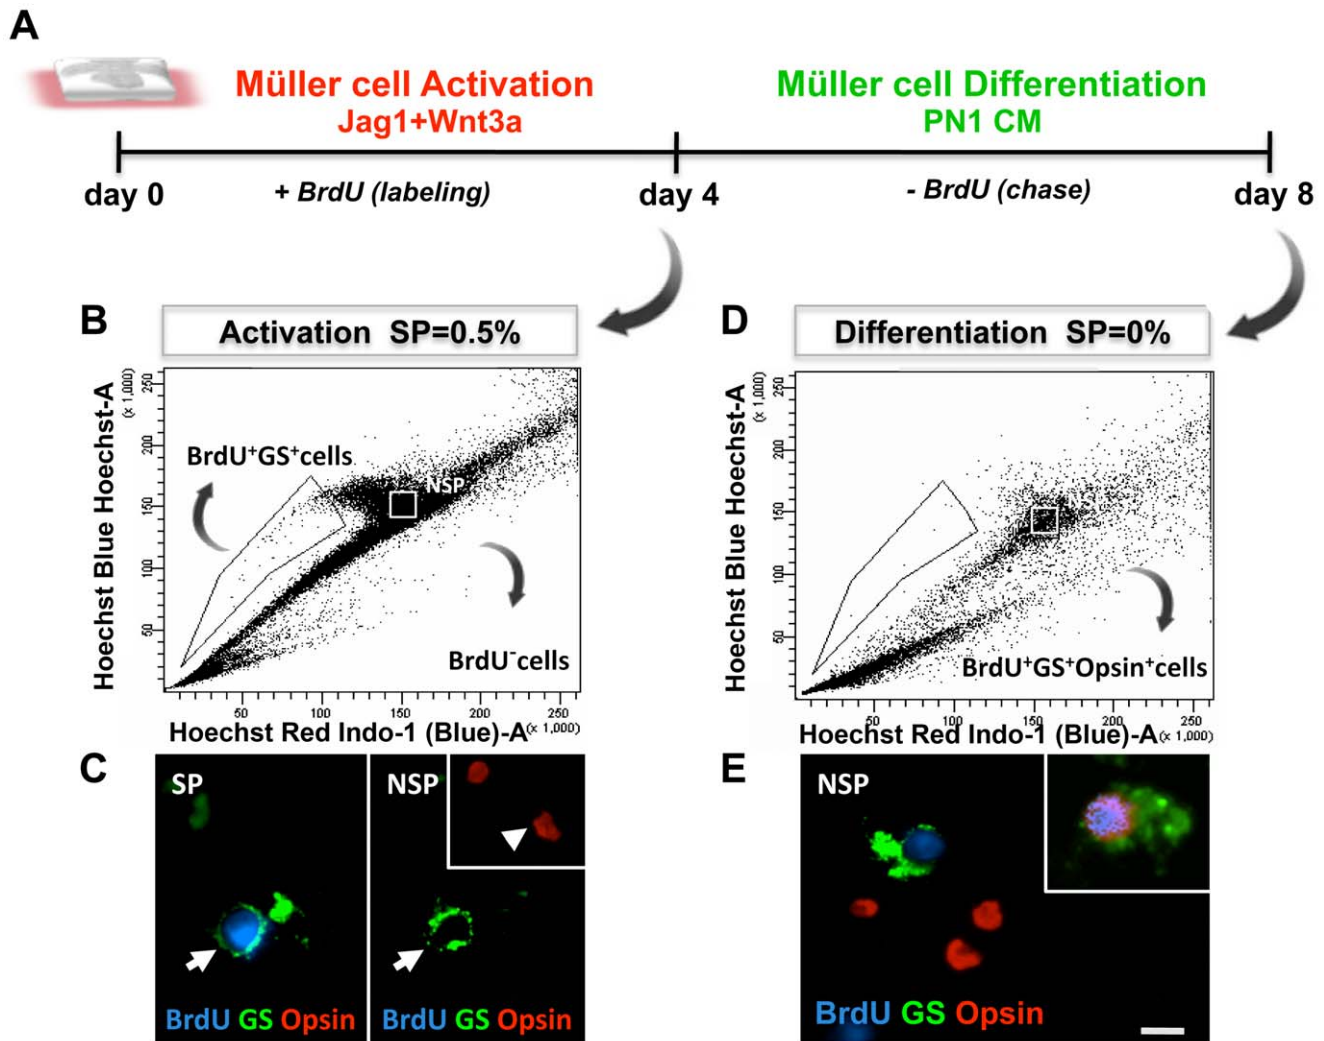 A
Müller cell Activation
Jag1+Wnt3a
Müller cell Differentiation
PN1 CM
day 0
+ BrdU (labeling)
day 4
- BrdU (chase)
day 8
B
Activation SP=0.5%
Hoechst Blue Hoechst-A
(x 1,000)
250
200
150
100
50
BrdU⁺GS⁺cells
NSP
BrdU⁻cells
50 100 150 200 250
Hoechst Red Indo-1 (Blue)-A (x 1,000)
D
Differentiation SP=0%
Hoechst Blue Hoechst-A
(x 1,000)
250
200
150
100
50
BrdU⁺GS⁺Opsin⁺cells
50 100 150 200 250
Hoechst Red Indo-1 (Blue)-A (x 1,000)
C
SP
BrdU GS Opsin
NSP
BrdU GS Opsin
E
NSP
BrdU GS Opsin